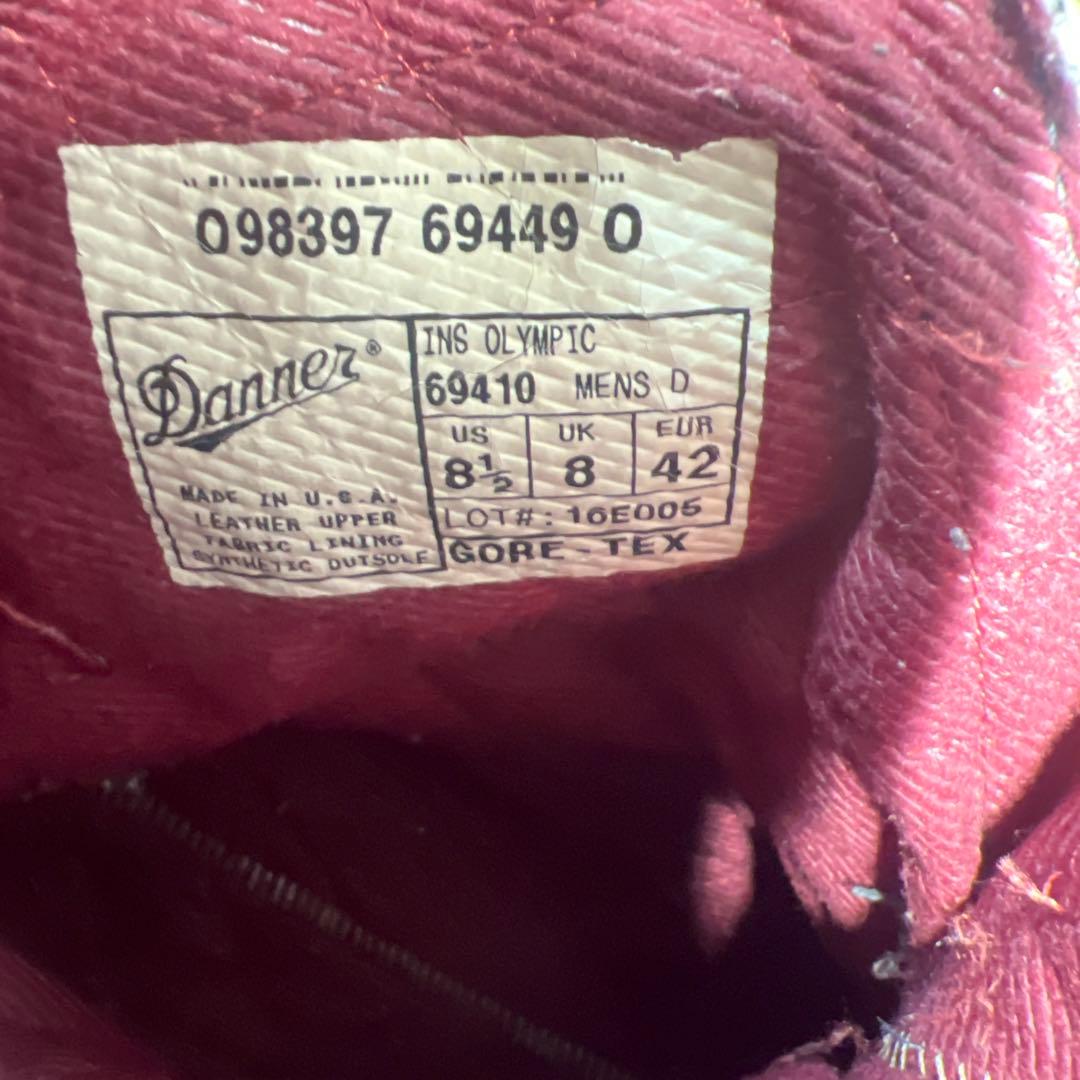 098397 69449 0
Danner®
MADE IN U.S.A.
LEATHER UPPER
FABRIC LINING
SYNTHETIC OUTSOLE
INS OLYMPIC
69410 MENS D
US UK EUR
8½ 8 42
LOT#: 16E005
GORE-TEX